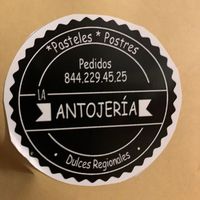 *Pasteles * Postres
Pedidos
844.229.45.25
LA
ANTOJERÍA
· Dulces Regionales ·